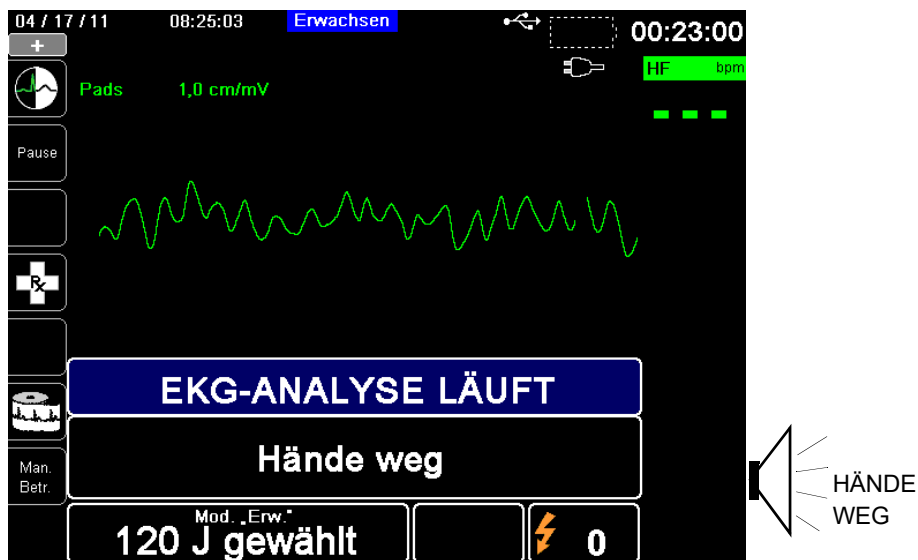 04 / 17 / 11 08:25:03 Erwachsen 00:23:00
+
HF bpm
Pads 1,0 cm/mV
- - -
Pause
Rx
EKG-ANALYSE LÄUFT
Hände weg
Man.
Betr.
HÄNDE
WEG
Mod. „Erw.“
120 J gewählt
0